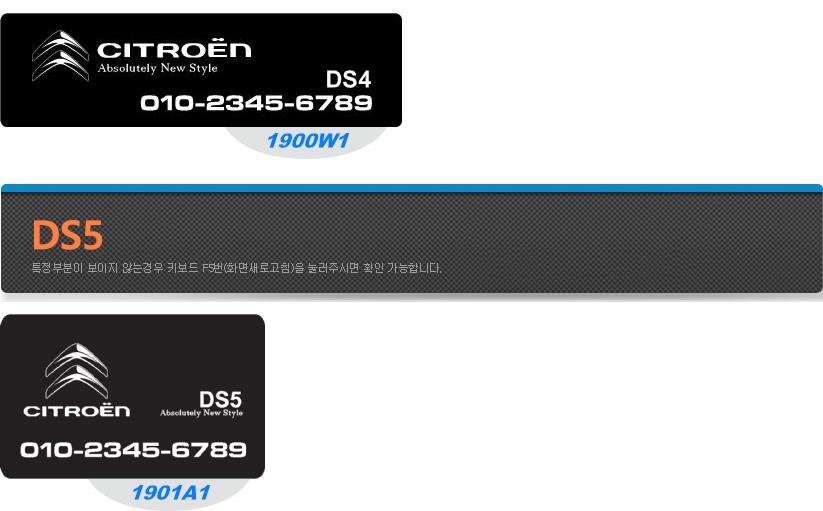 CITROËN
Absolutely New Style
DS4
010-2345-6789
1900W1
DS5
특정부분이 보이지 않는경우 키보드 F5번(화면새로고침)을 눌러주시면 확인 가능합니다.
CITROËN
DS5
Absolutely New Style
010-2345-6789
1901A1